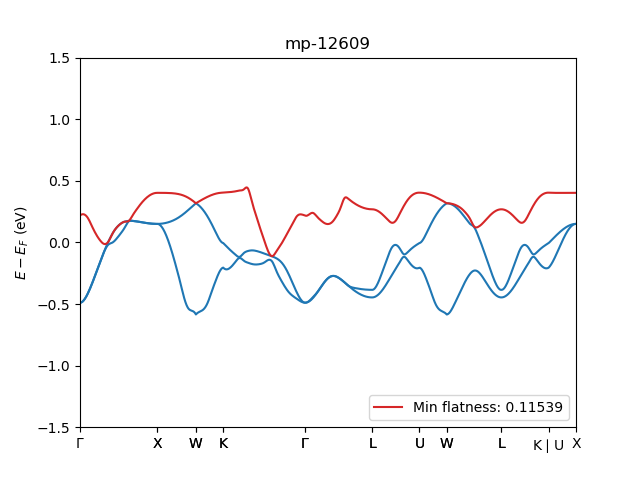 mp-12609
1.5
1.0
0.5
0.0
−0.5
−1.0
−1.5
E − E_F (eV)
Min flatness: 0.11539
Γ X W K Γ L U W L K | U X